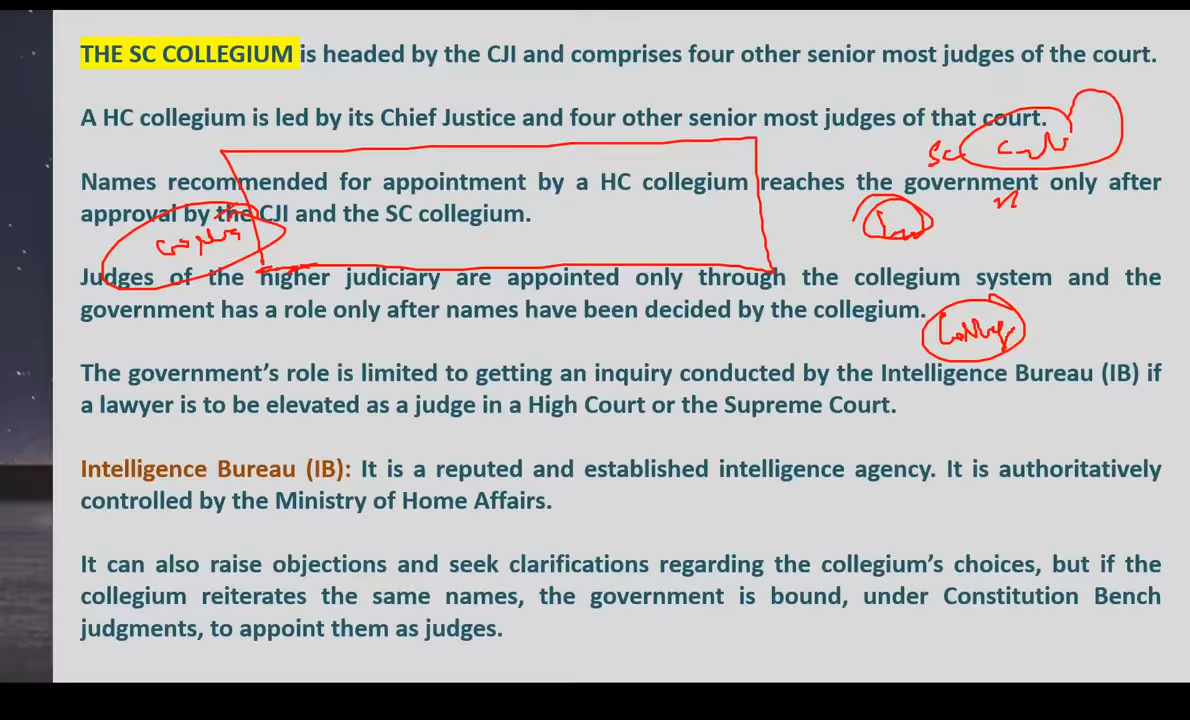 THE SC COLLEGIUM is headed by the CJI and comprises four other senior most judges of the court.
A HC collegium is led by its Chief Justice and four other senior most judges of that court.
SC
Names recommended for appointment by a HC collegium reaches the government only after
approval by the CJI and the SC collegium.
Judges of the higher judiciary are appointed only through the collegium system and the
government has a role only after names have been decided by the collegium.
The government's role is limited to getting an inquiry conducted by the Intelligence Bureau (IB) if
a lawyer is to be elevated as a judge in a High Court or the Supreme Court.
Intelligence Bureau (IB): It is a reputed and established intelligence agency. It is authoritatively
controlled by the Ministry of Home Affairs.
It can also raise objections and seek clarifications regarding the collegium's choices, but if the
collegium reiterates the same names, the government is bound, under Constitution Bench
judgments, to appoint them as judges.